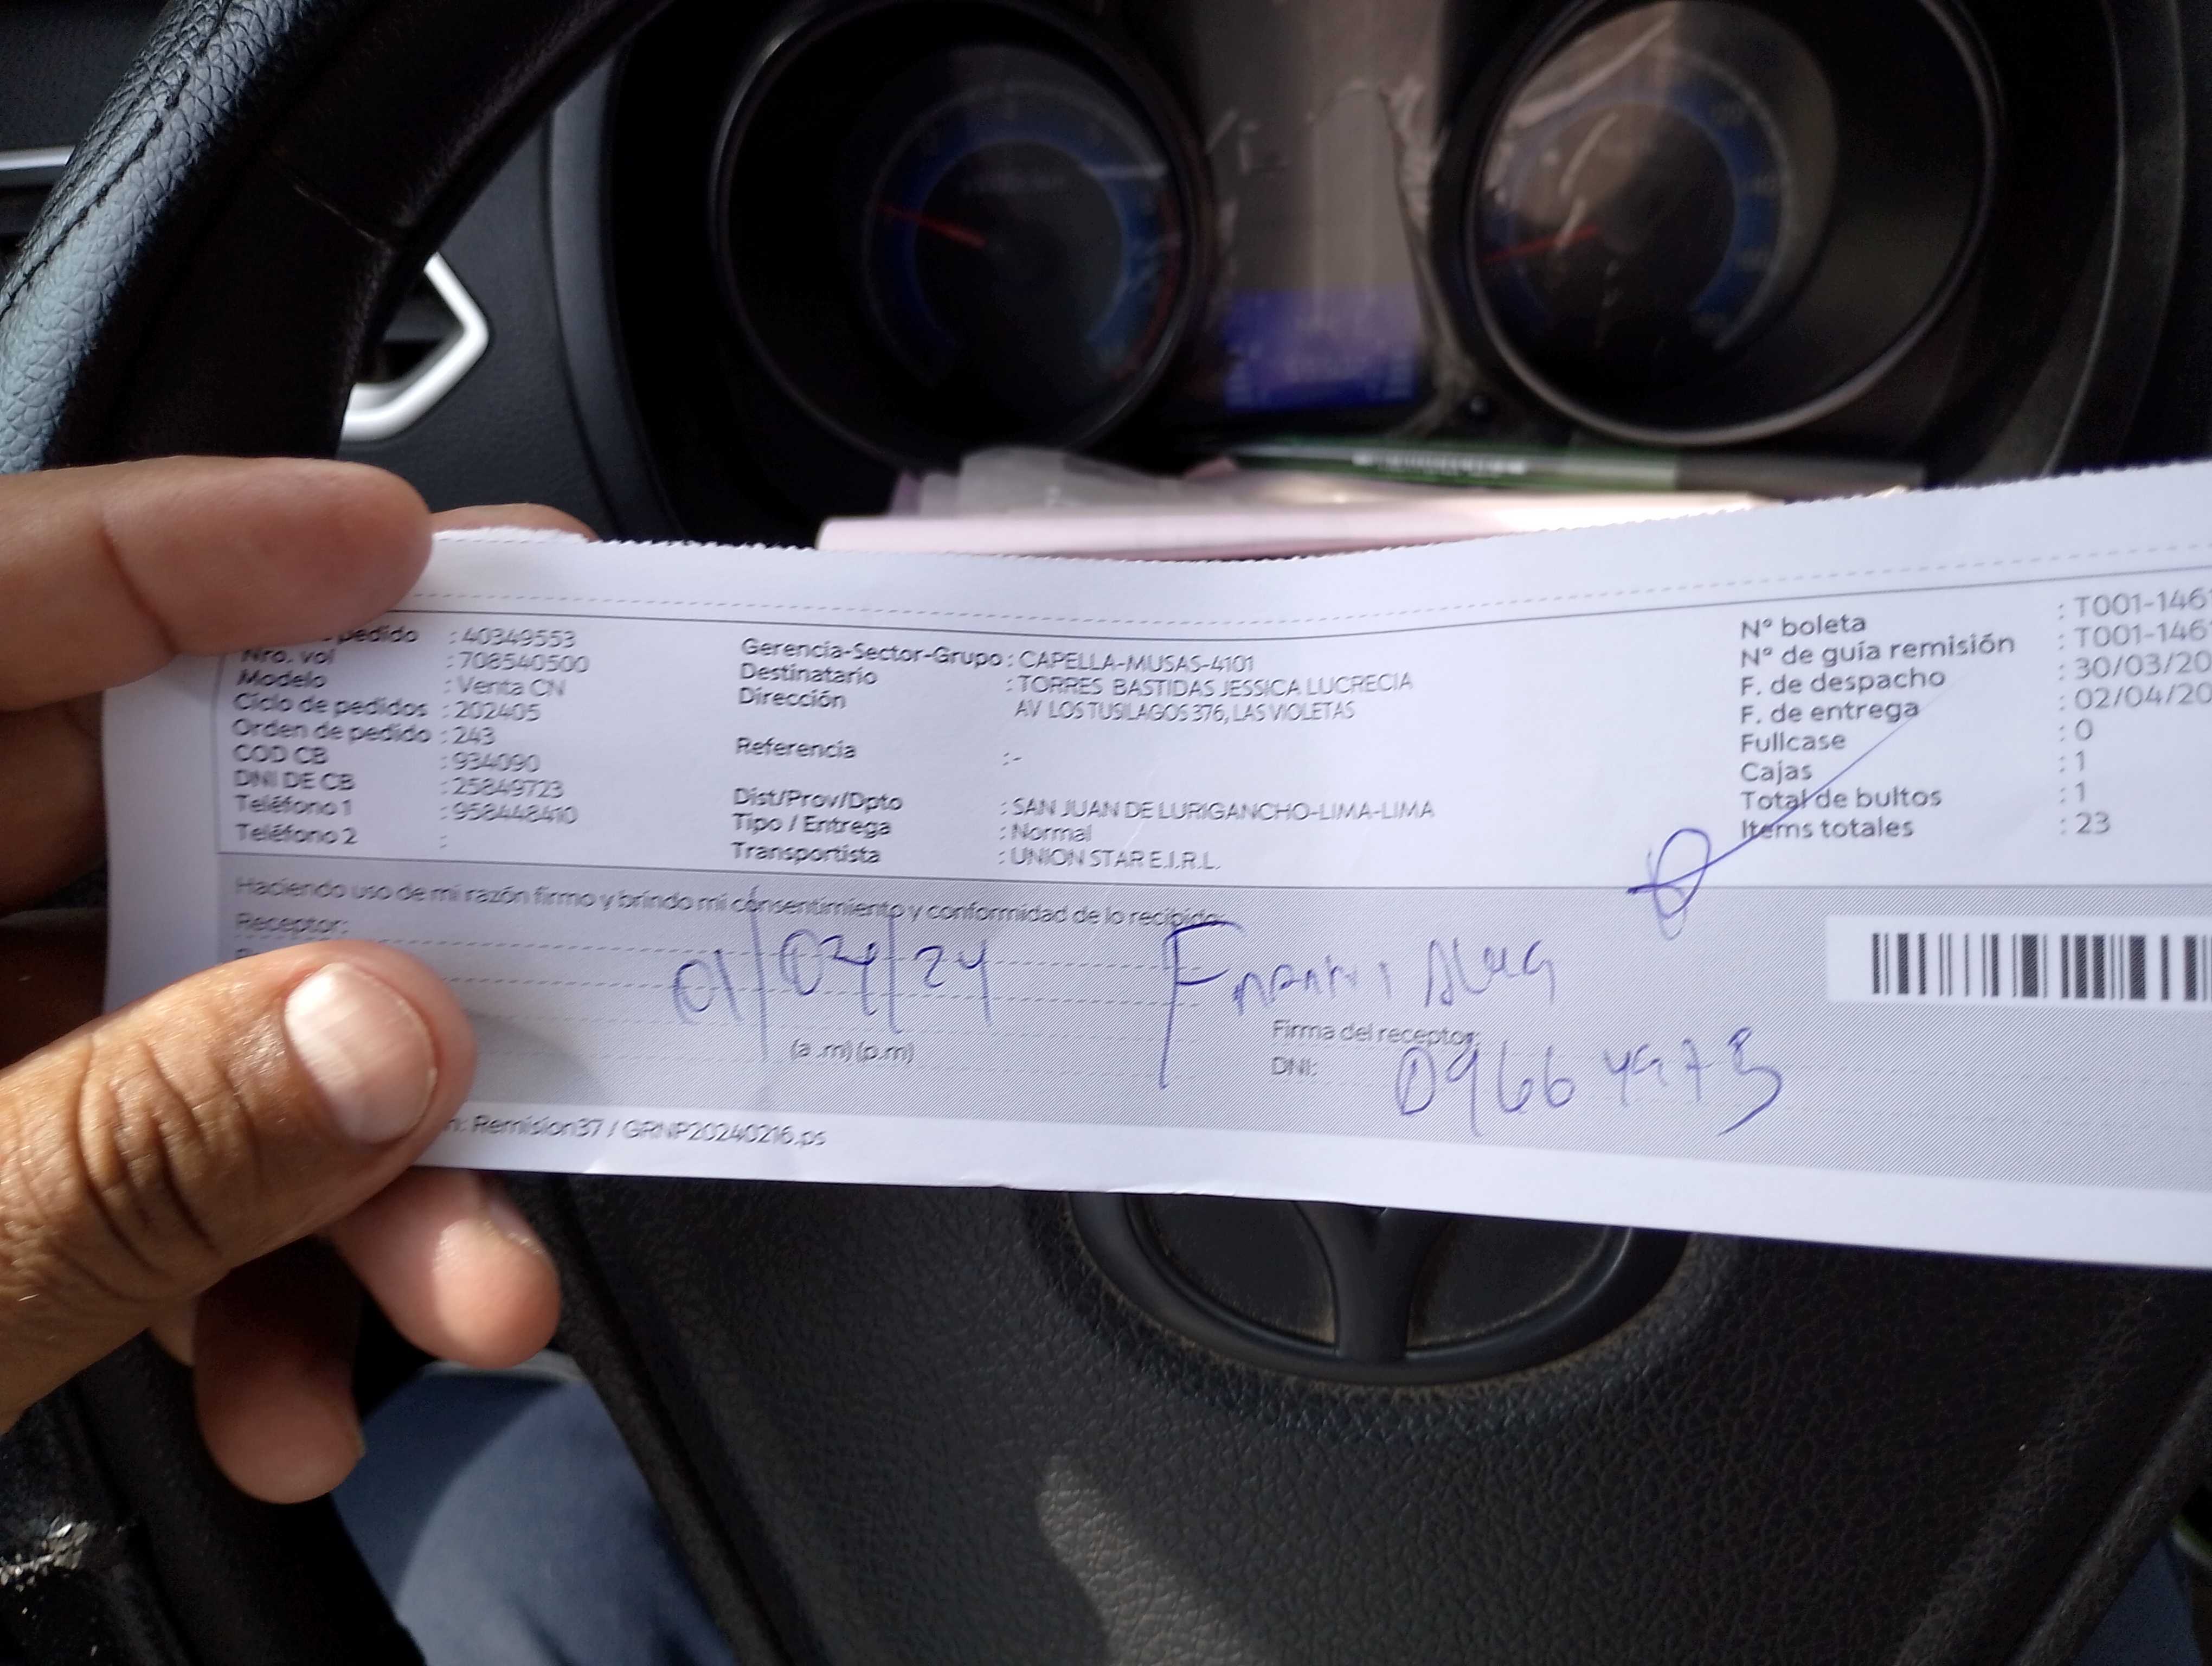 pedido : 40349553
Nro. vol : 708540500
Modelo : Venta CN
Ciclo de pedidos : 202405
Orden de pedido : 243
COD CB : 934090
DNI DE CB : 25849723
Teléfono 1 : 958448410
Teléfono 2 :
Gerencia-Sector-Grupo : CAPELLA-MUSAS-4101
Destinatario : TORRES BASTIDAS JESSICA LUCRECIA
Dirección AV LOS TUSILAGOS 376, LAS VIOLETAS
Referencia :-
Dist/Prov/Dpto : SAN JUAN DE LURIGANCHO-LIMA-LIMA
Tipo / Entrega : Normal
Transportista : UNION STAR E.I.R.L.
Nº boleta : T001-146
Nº de guía remisión : T001-146
F. de despacho : 30/03/20
F. de entrega : 02/04/20
Fullcase : 0
Cajas : 1
Total de bultos : 1
Items totales : 23
Haciendo uso de mi razón firmo y brindo mi consentimiento y conformidad de lo recibido:
Receptor:
01/04/24
(a .m) (p.m)
Firma del receptor:
DNI: 09664973
n: Remision37 / GRNP20240216.ps